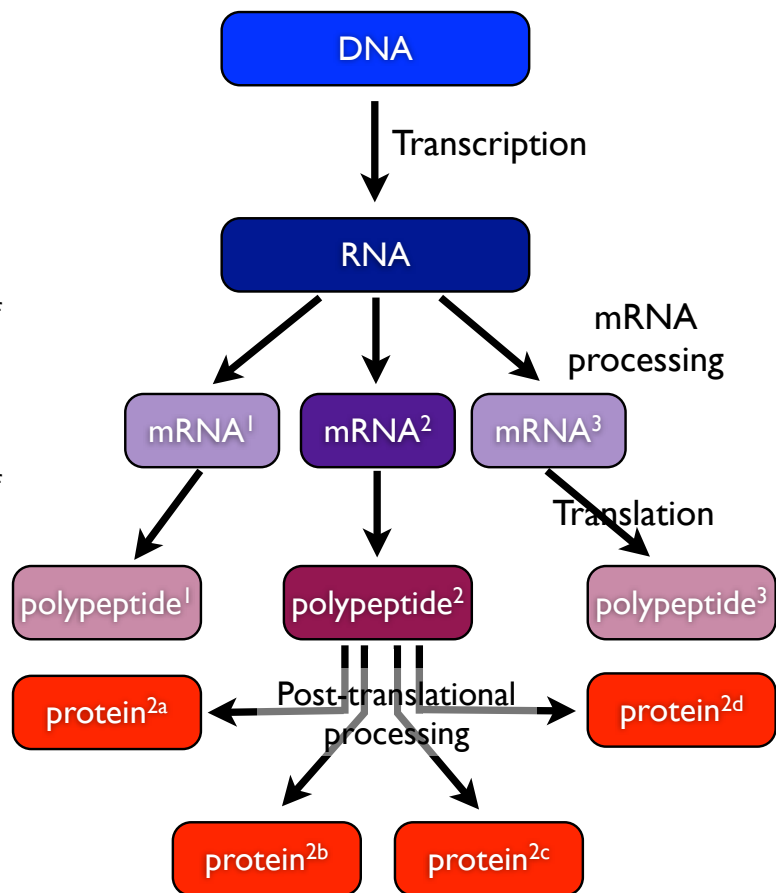 DNA
Transcription
RNA
mRNA
processing
mRNA¹
mRNA²
mRNA³
Translation
polypeptide¹
polypeptide²
polypeptide³
Post-translational
processing
protein²ᵃ
protein²ᵈ
protein²ᵇ
protein²ᶜ